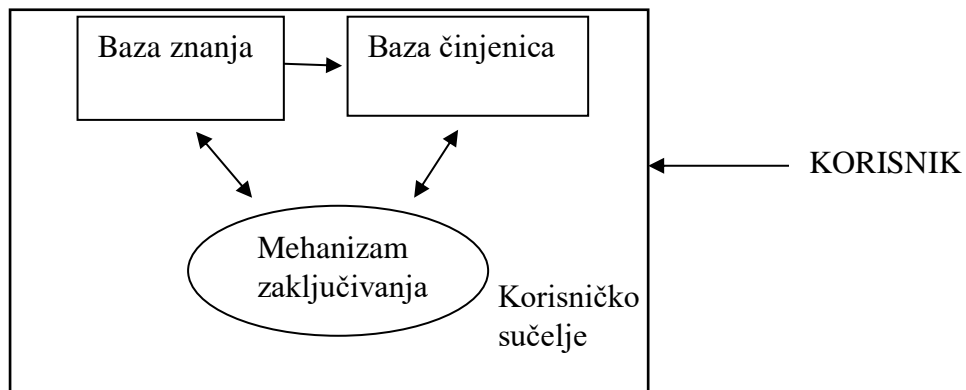 Baza znanja
Baza činjenica
KORISNIK
Mehanizam
zaključivanja
Korisničko
sučelje